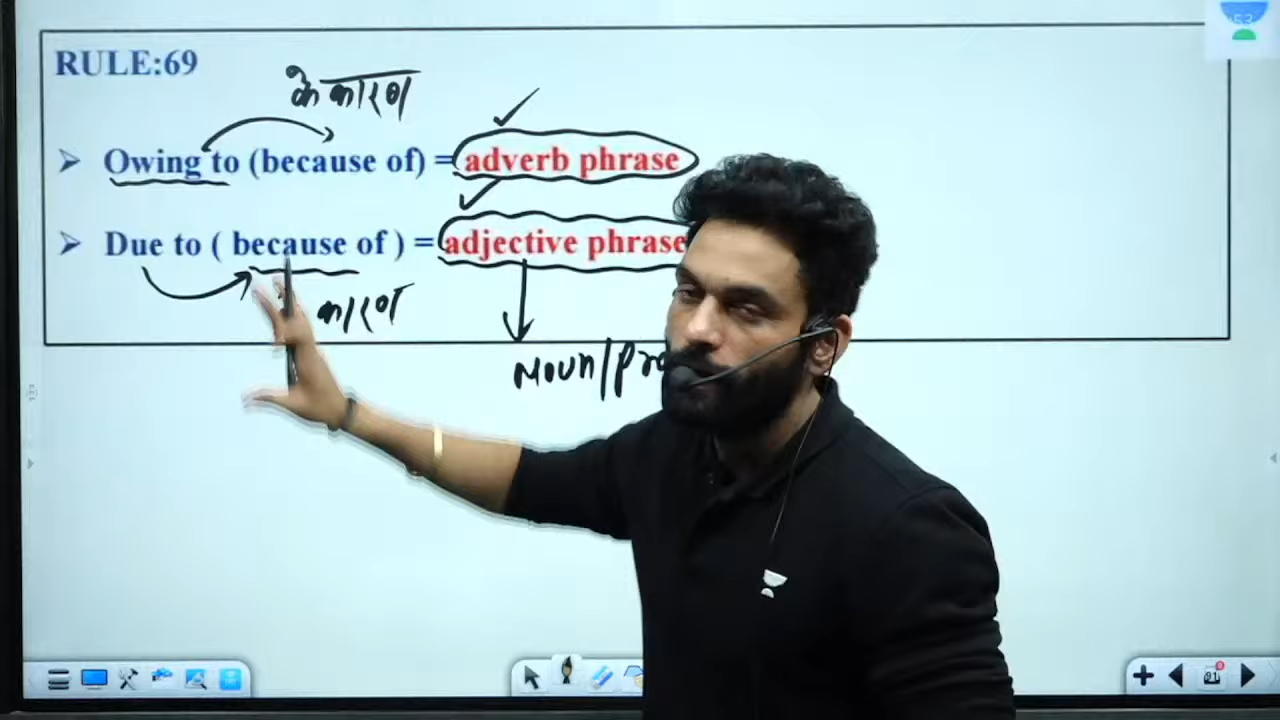 RULE:69
के कारण
➢ Owing to (because of) = adverb phrase
➢ Due to ( because of ) = adjective phrase
कारण
Noun/pro